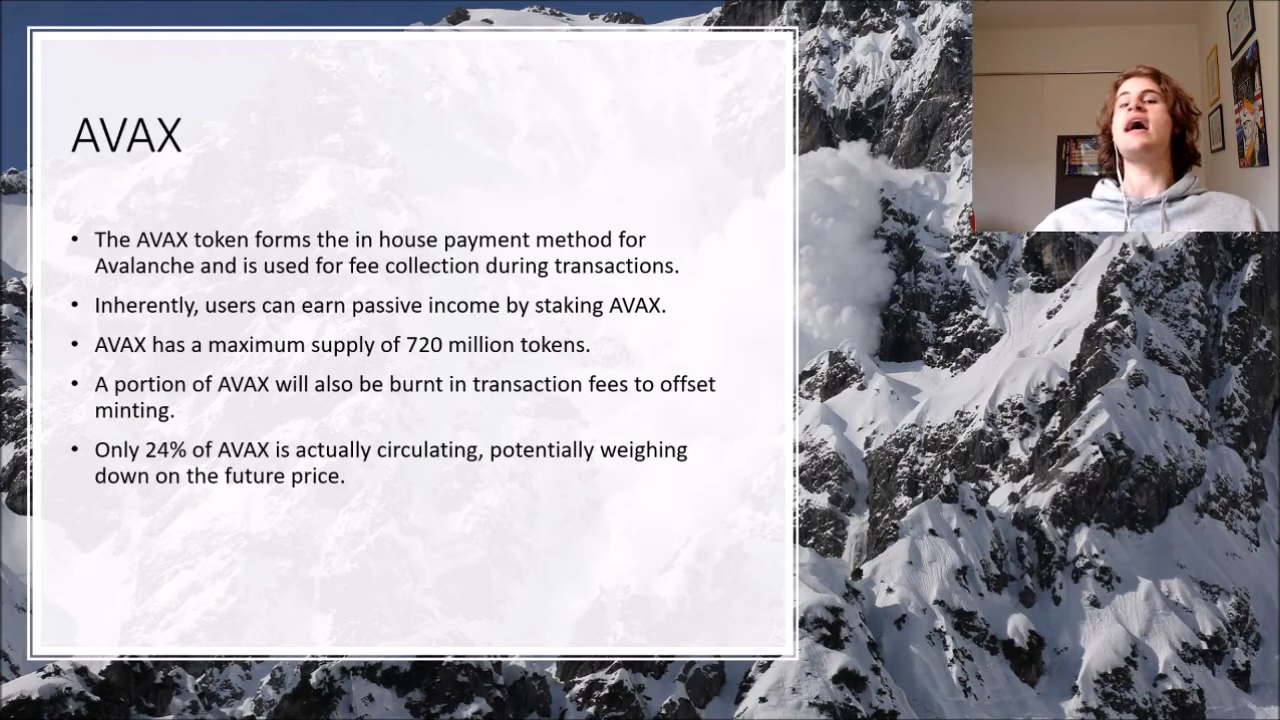 AVAX
• The AVAX token forms the in house payment method for
Avalanche and is used for fee collection during transactions.
• Inherently, users can earn passive income by staking AVAX.
• AVAX has a maximum supply of 720 million tokens.
• A portion of AVAX will also be burnt in transaction fees to offset
minting.
• Only 24% of AVAX is actually circulating, potentially weighing
down on the future price.